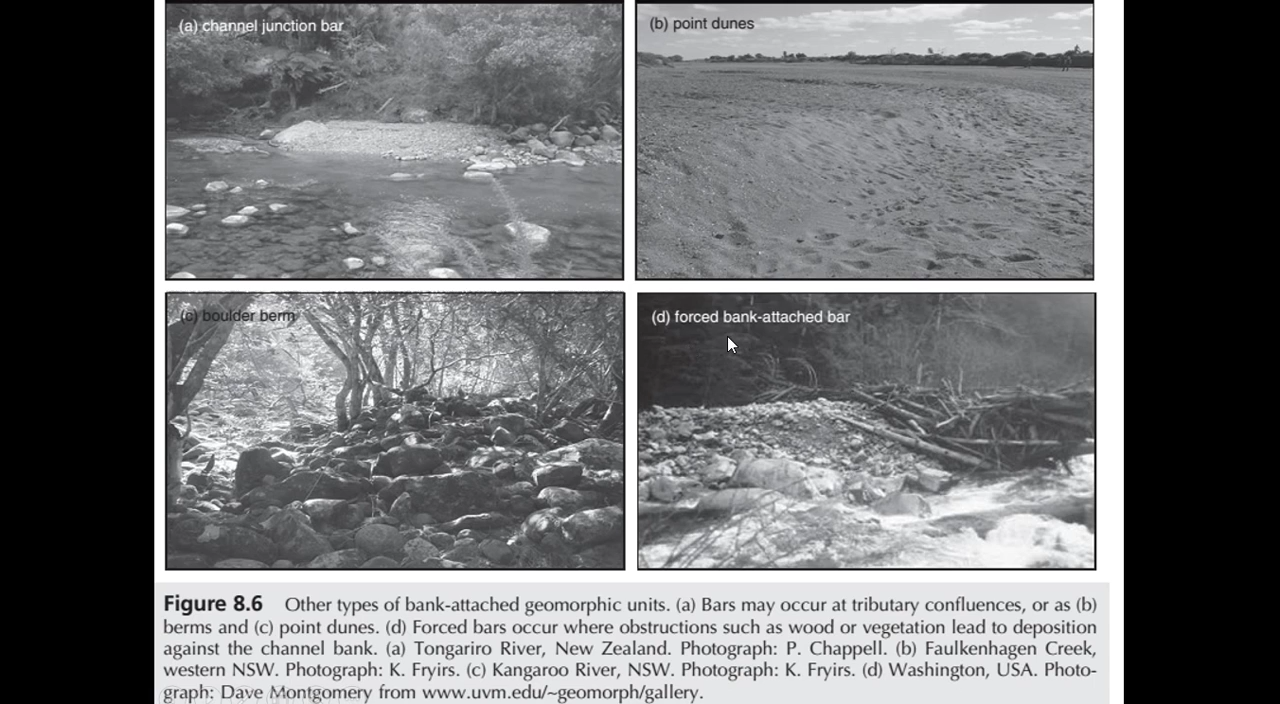 (a) channel junction bar
(b) point dunes
(c) boulder berm
(d) forced bank-attached bar
Figure 8.6 Other types of bank-attached geomorphic units. (a) Bars may occur at tributary confluences, or as (b)
berms and (c) point dunes. (d) Forced bars occur where obstructions such as wood or vegetation lead to deposition
against the channel bank. (a) Tongariro River, New Zealand. Photograph: P. Chappell. (b) Faulkenhagen Creek,
western NSW. Photograph: K. Fryirs. (c) Kangaroo River, NSW. Photograph: K. Fryirs. (d) Washington, USA. Photo-
graph: Dave Montgomery from www.uvm.edu/~geomorph/gallery.